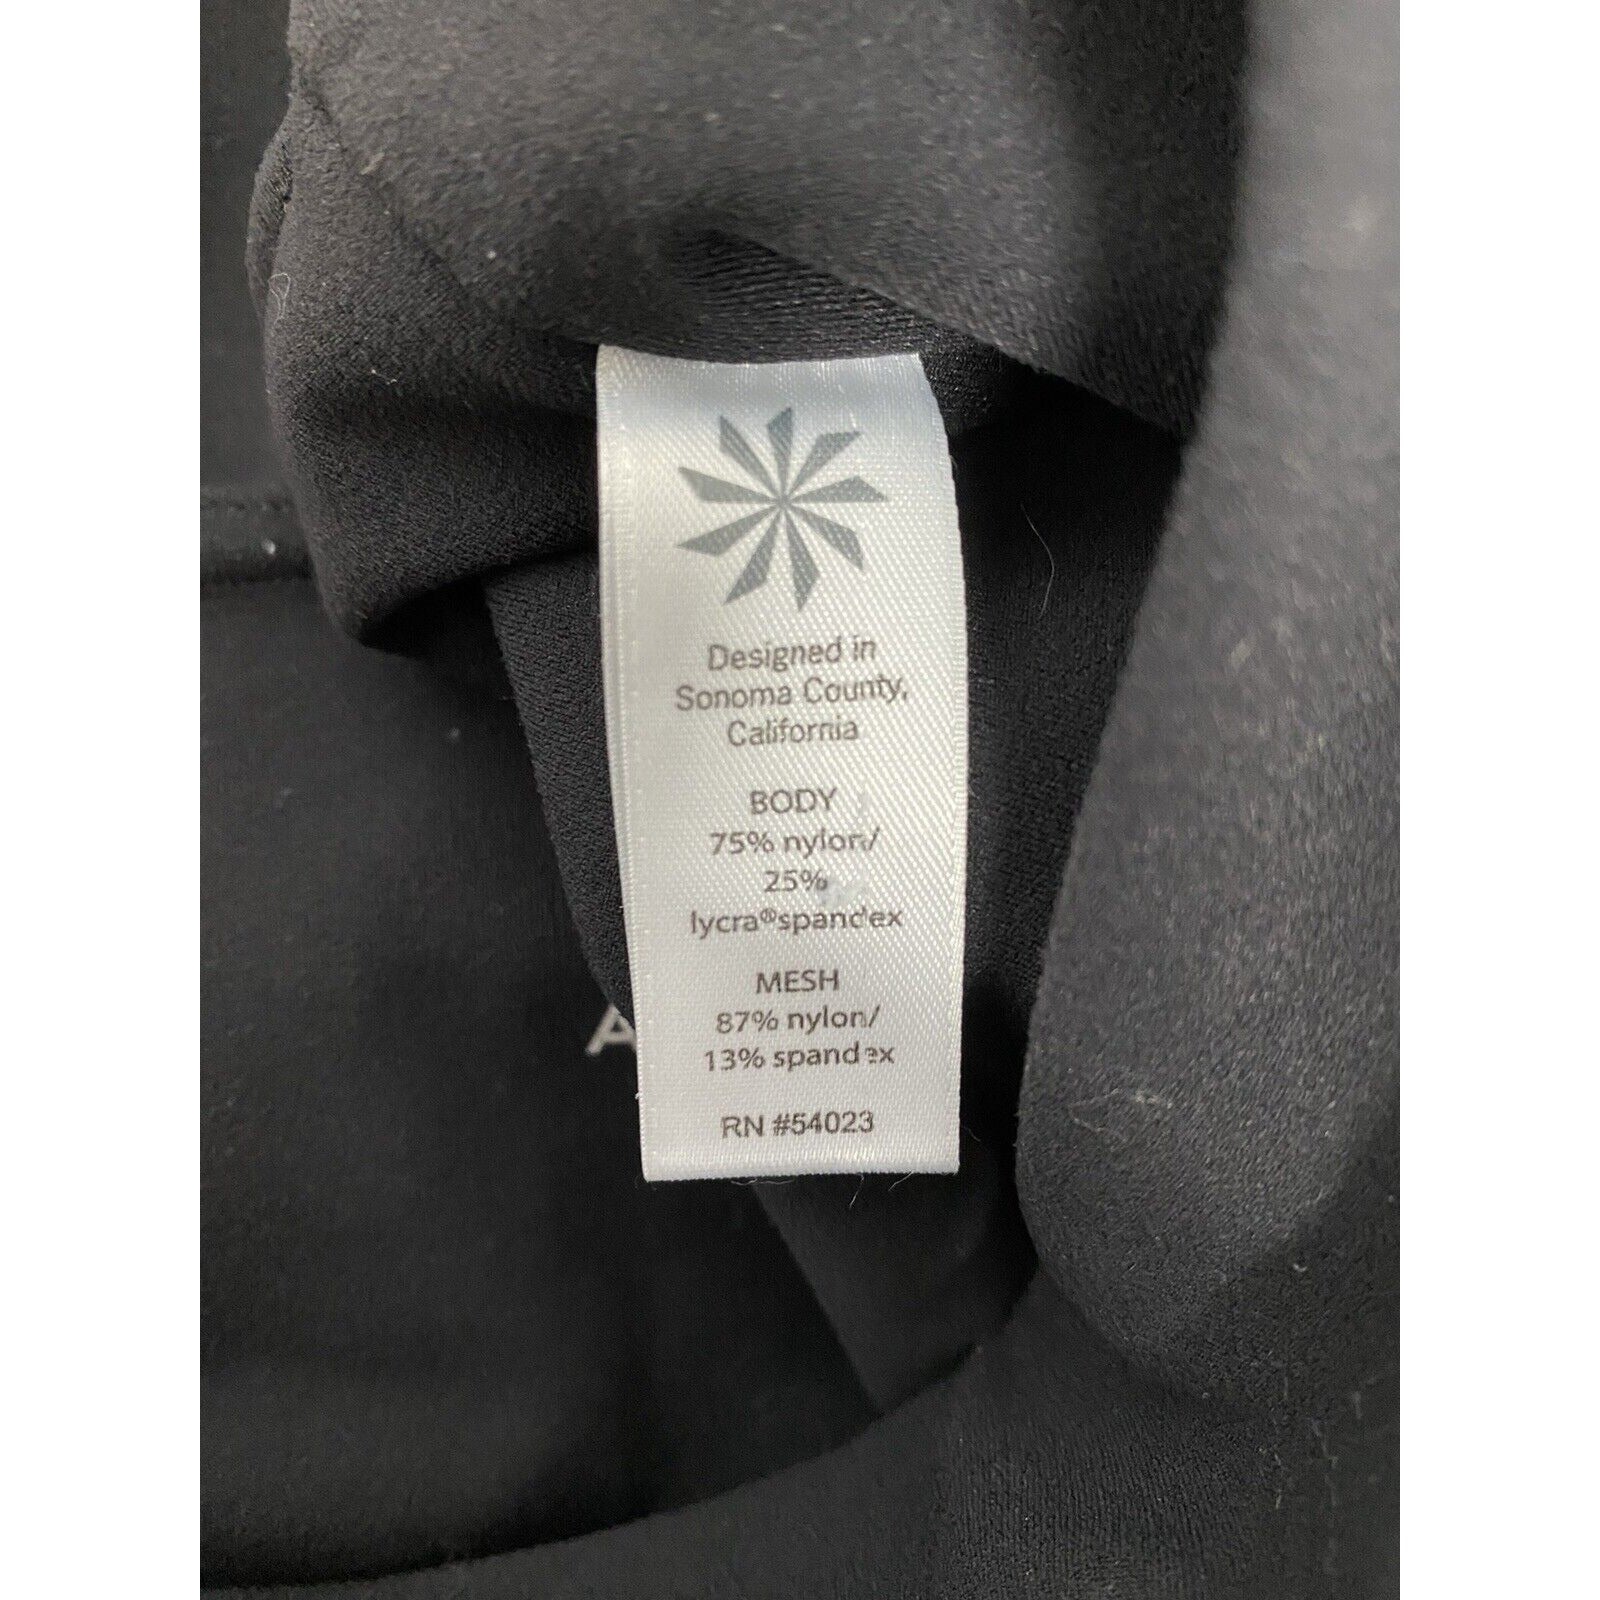 Designed in
Sonoma County,
California
BODY
75% nylon/
25%
lycra®spandex
MESH
87% nylon/
13% spandex
RN #54023
A